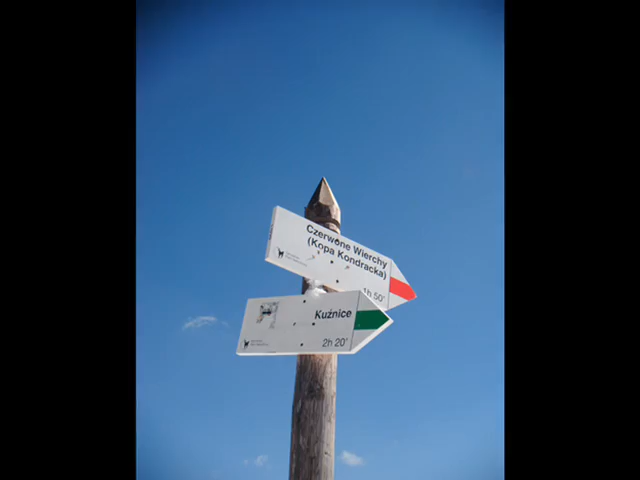 Czerwone Wierchy
(Kopa Kondracka)
1h 50'
Kuźnice
2h 20'